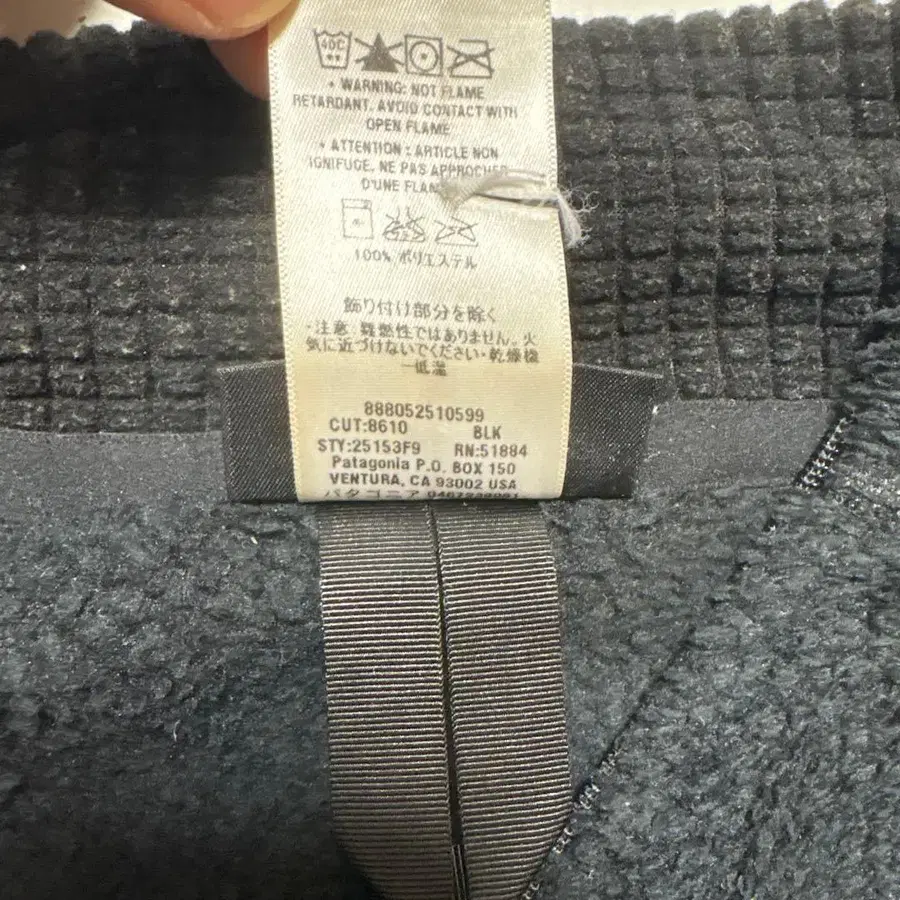 40C
• WARNING: NOT FLAME
RETARDANT. AVOID CONTACT WITH
OPEN FLAME
• ATTENTION : ARTICLE NON
IGNIFUGE. NE PAS APPROCHER
D'UNE
100% ポリエステル
飾り付け部分を除く
・注意：難燃性ではありません。火
気に近づけないでください・乾燥機
ー低温
888052510599
CUT:8610 BLK
STY:25153F9 RN:51884
Patagonia P.O. BOX 150
VENTURA, CA 93002 USA
パタゴニア